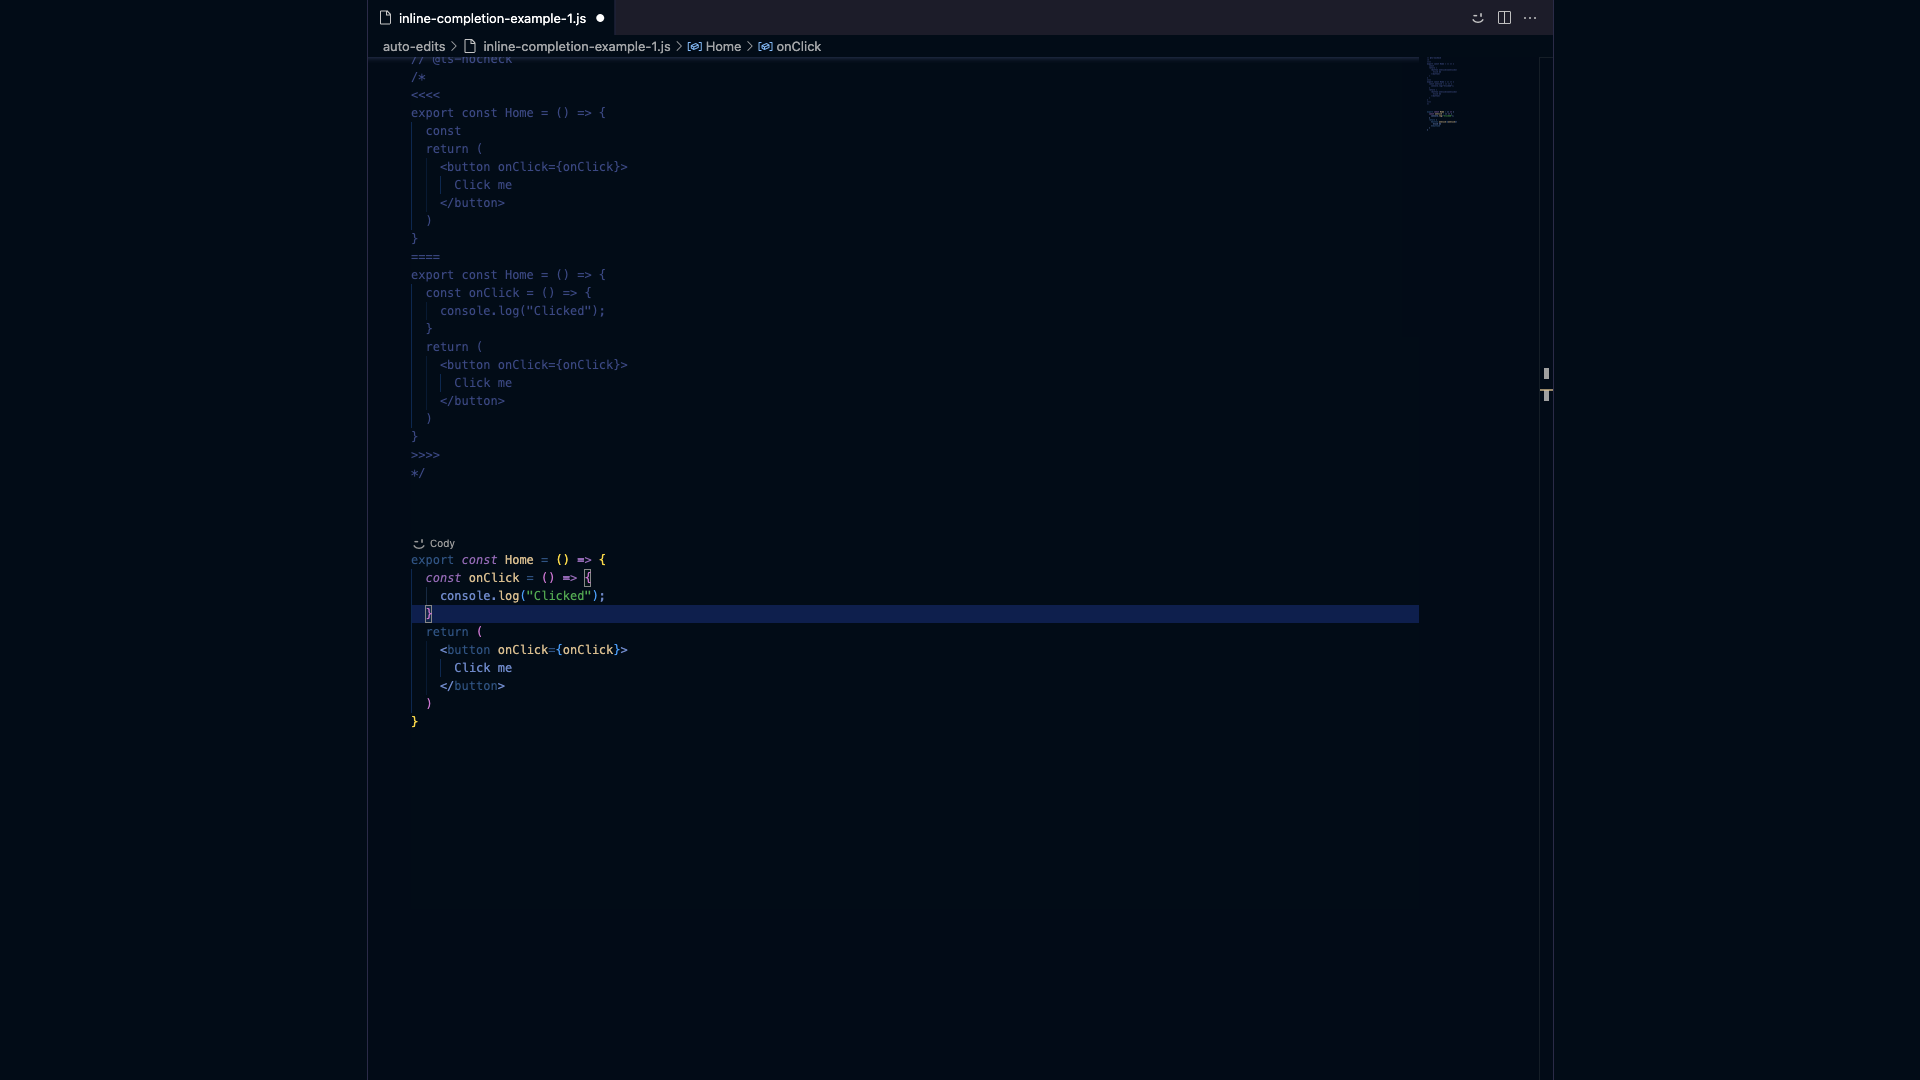 inline-completion-example-1.js
auto-edits > inline-completion-example-1.js > Home > onClick
// @ts-nocheck
/*
<<<<
export const Home = () => {
const
return (
<button onClick={onClick}>
Click me
</button>
)
}
====
export const Home = () => {
const onClick = () => {
console.log("Clicked");
}
return (
<button onClick={onClick}>
Click me
</button>
)
}
>>>>
*/
Cody
export const Home = () => {
const onClick = () => {
console.log("Clicked");
}
return (
<button onClick={onClick}>
Click me
</button>
)
}